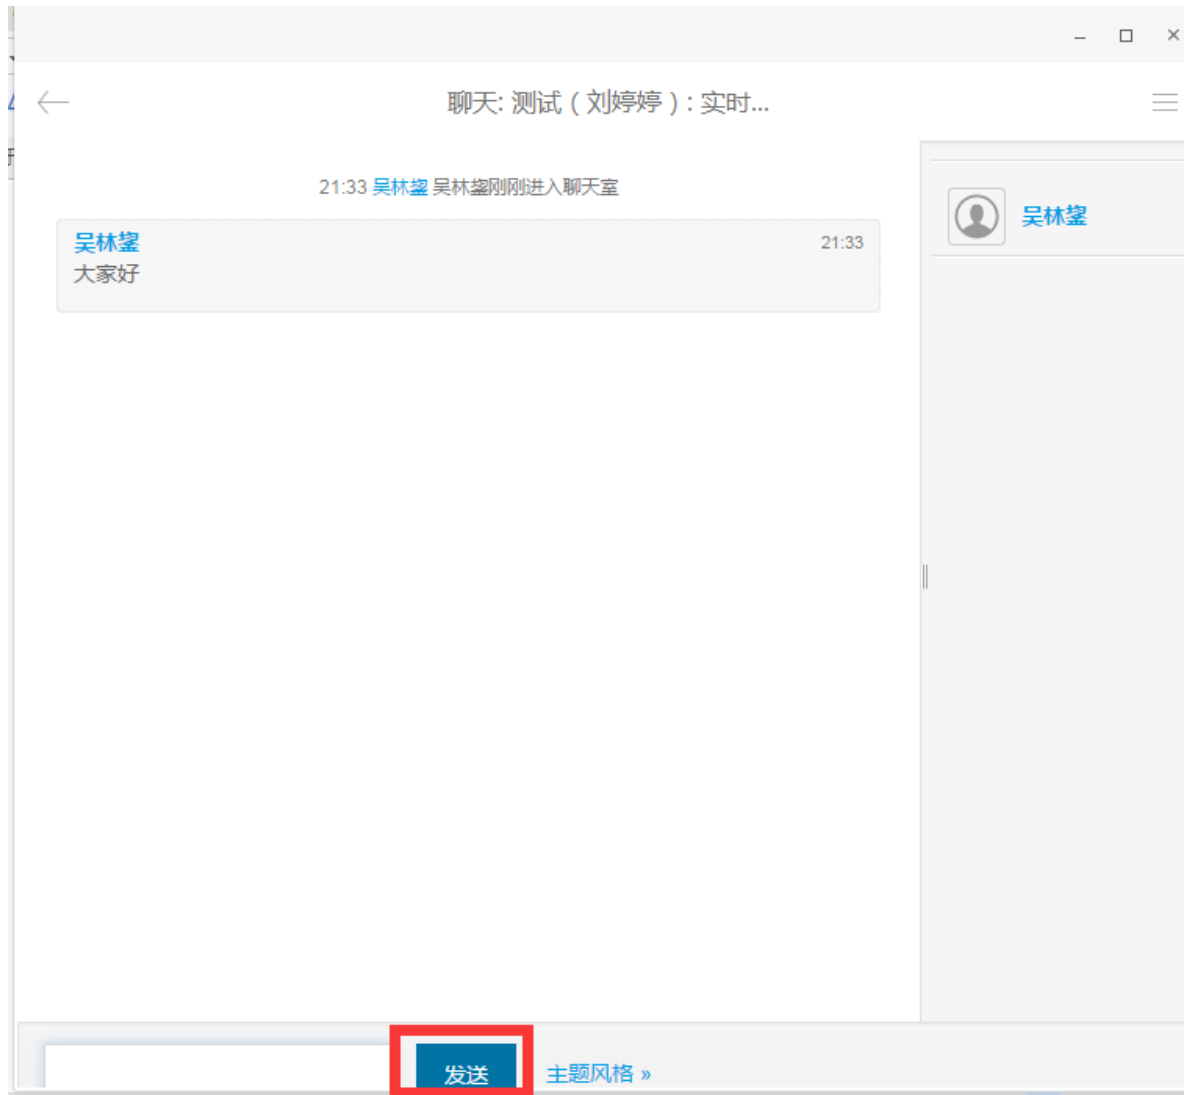 聊天: 测试（刘婷婷）: 实时...
21:33 吴林鋆 吴林鋆刚刚进入聊天室
吴林鋆
21:33
大家好
吴林鋆
发送
主题风格 »